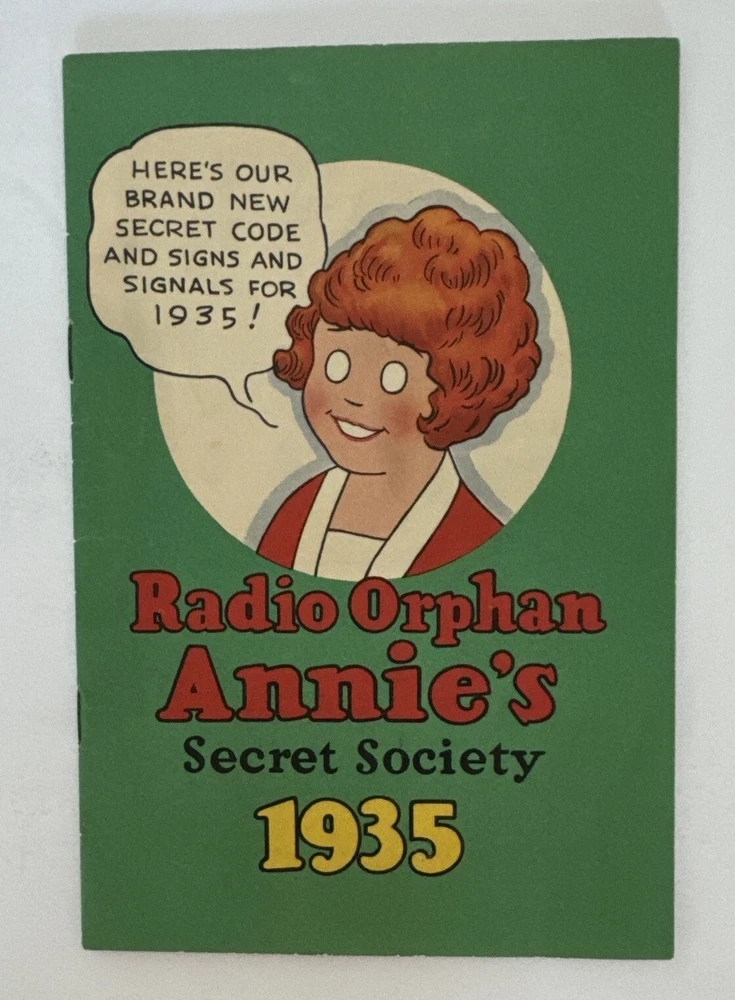 HERE'S OUR
BRAND NEW
SECRET CODE
AND SIGNS AND
SIGNALS FOR
1935!
Radio Orphan
Annie's
Secret Society
1935